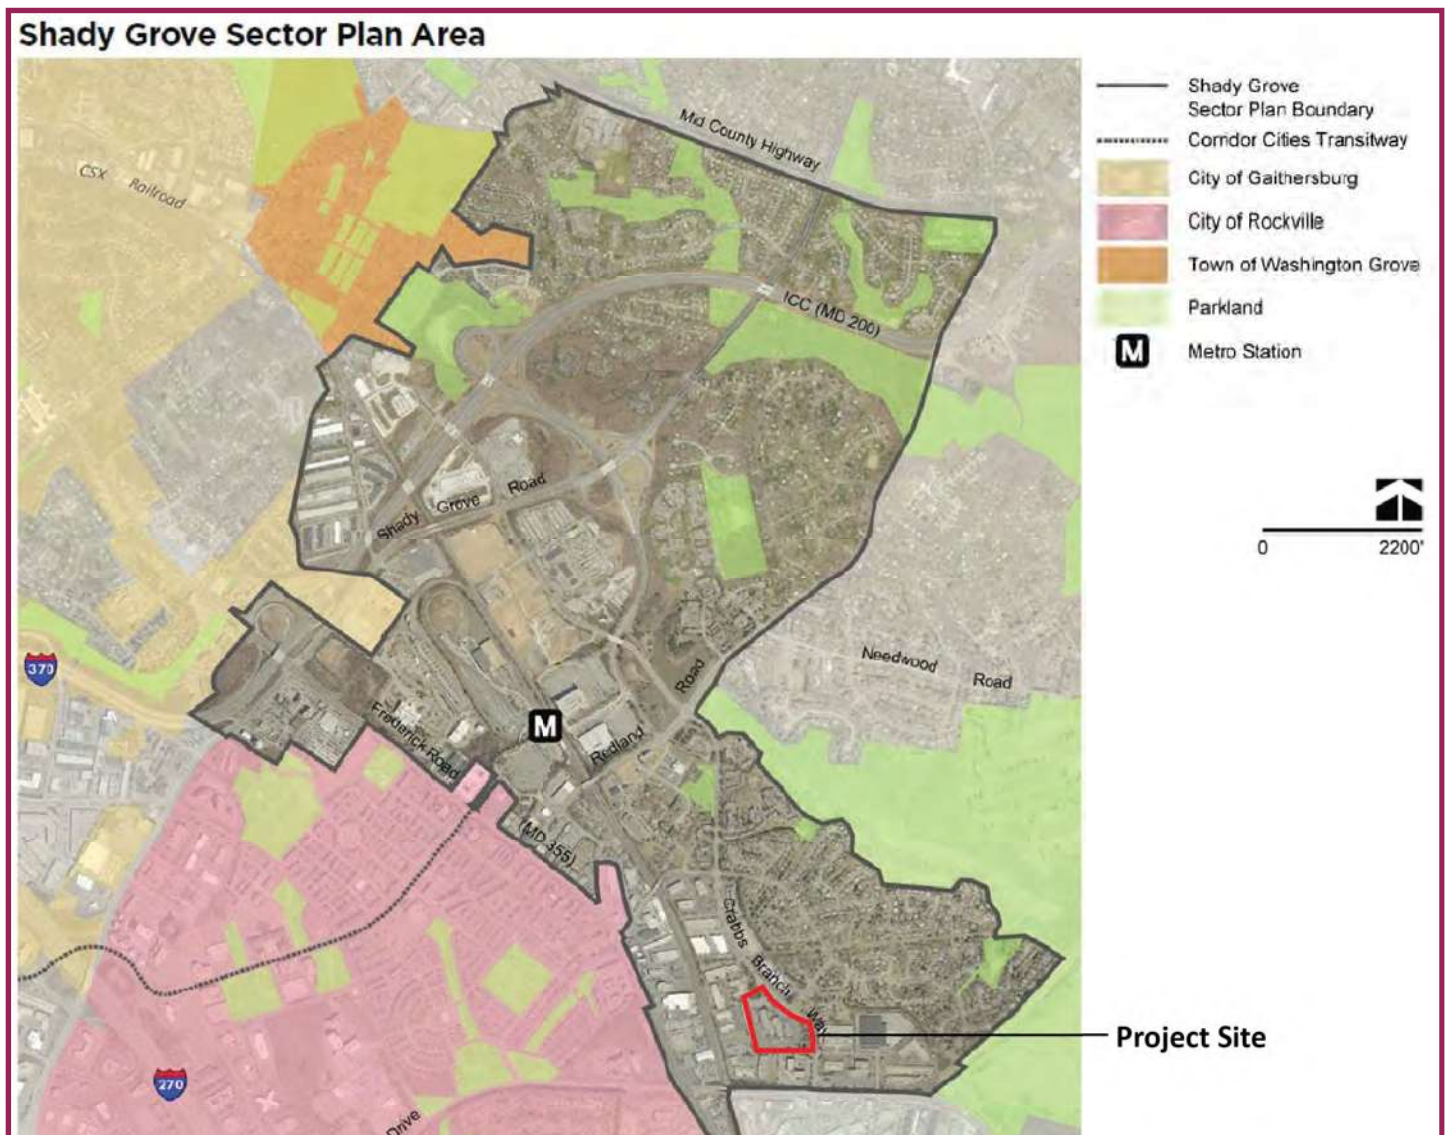 Shady Grove Sector Plan Area
Shady Grove
Sector Plan Boundary
Corridor Cities Transitway
City of Gaithersburg
City of Rockville
Town of Washington Grove
Parkland
M
Metro Station
0 2200'
Mid County Highway
CSX Railroad
ICC (MD 200)
Shady Grove Road
370
Needwood Road
Frederick Road
M
Redland Road
(MD 355)
Crabbs Branch Way
Project Site
270
Drive